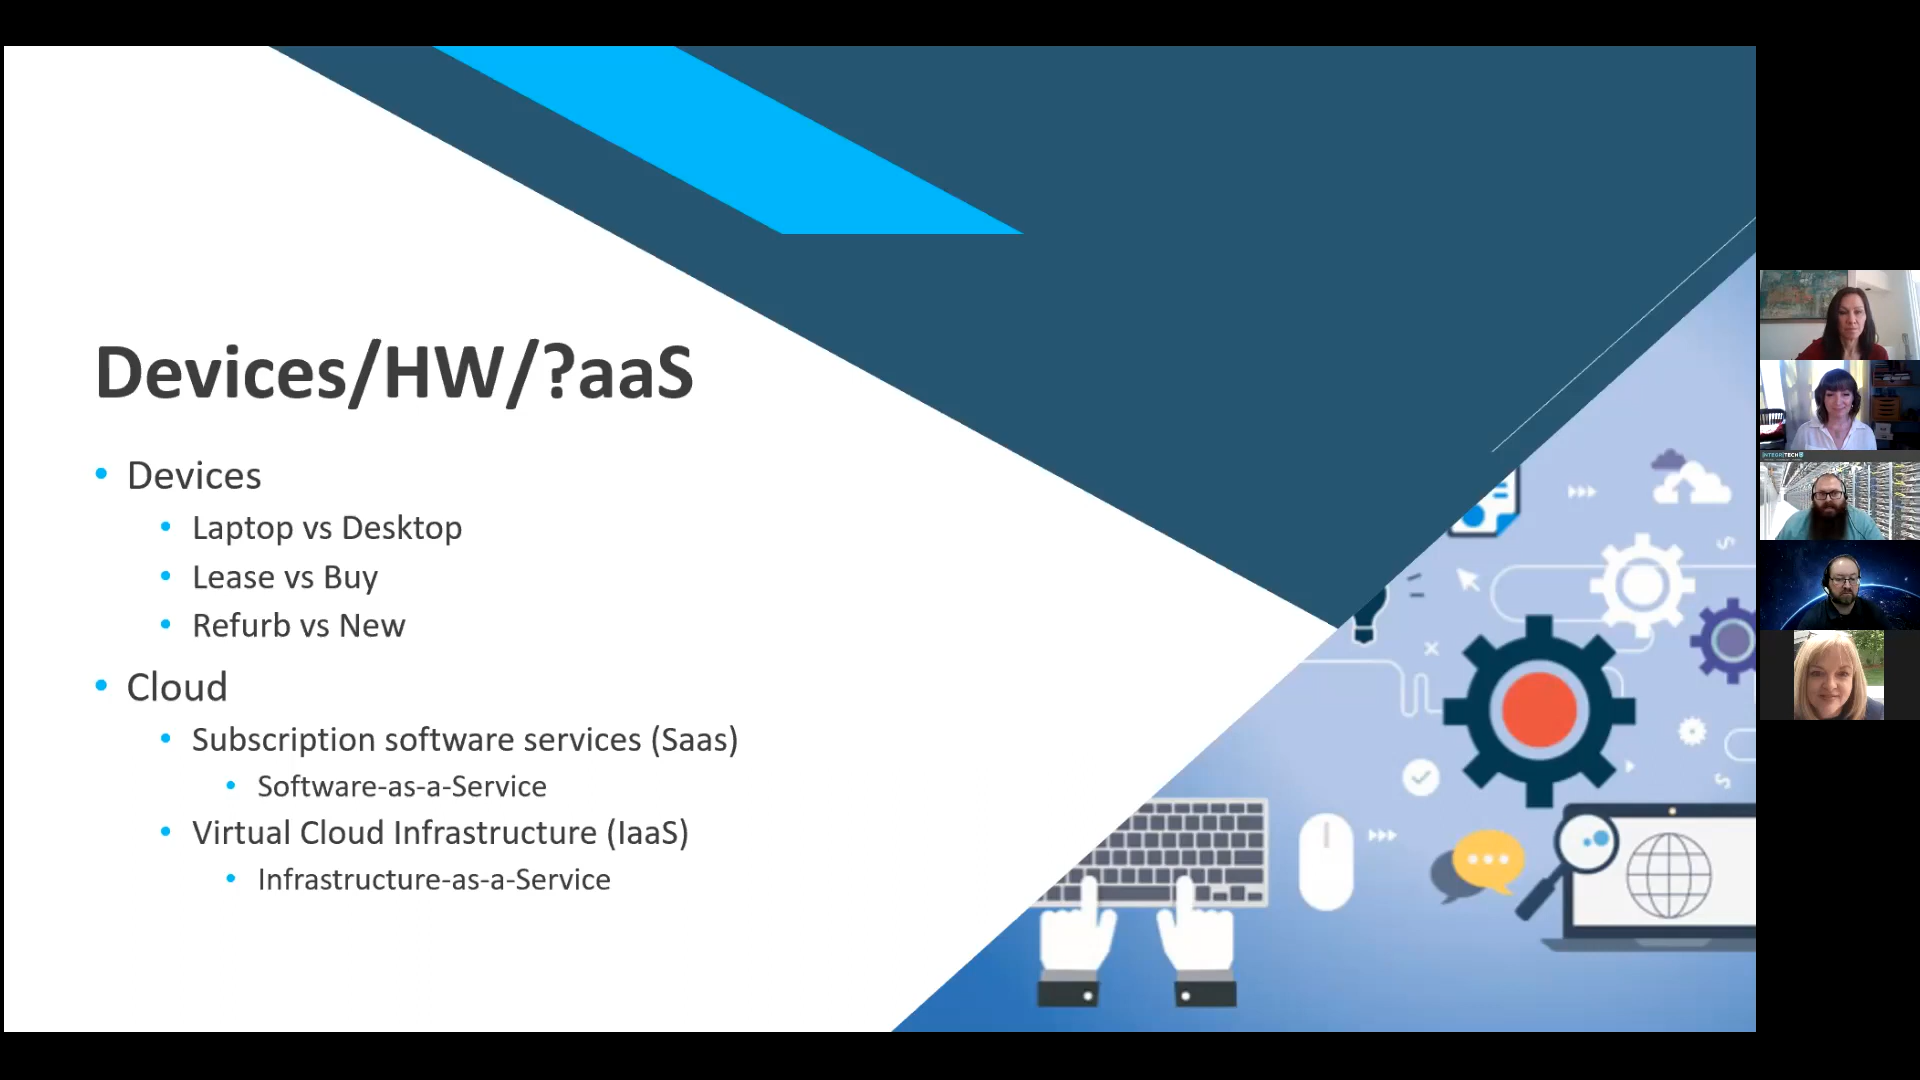 Devices/HW/?aaS
• Devices
• Laptop vs Desktop
• Lease vs Buy
• Refurb vs New
• Cloud
• Subscription software services (Saas)
• Software-as-a-Service
• Virtual Cloud Infrastructure (IaaS)
• Infrastructure-as-a-Service
INTEGRITECH